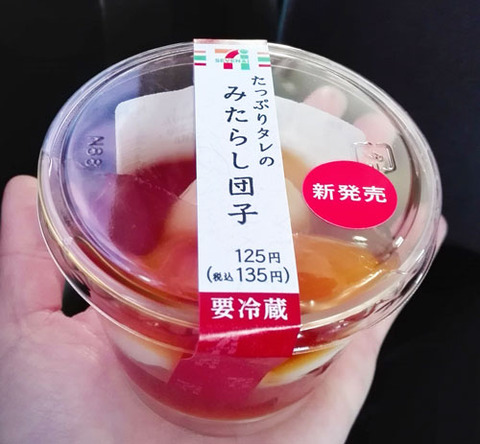 たっぷりタレの
みたらし団子
新発売
125円
(税込135円)
要冷蔵